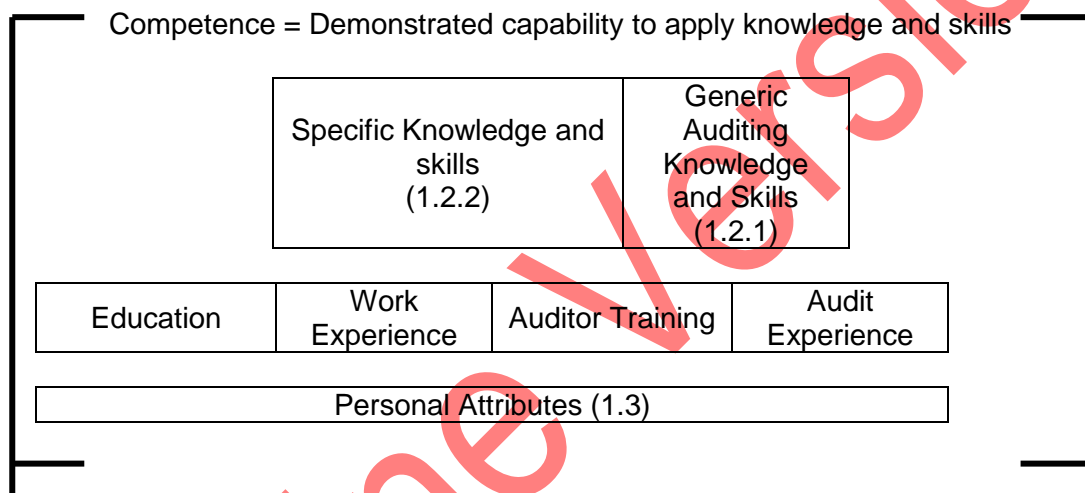 Competence = Demonstrated capability to apply knowledge and skills
Specific Knowledge and
skills
(1.2.2)
Generic
Auditing
Knowledge
and Skills
(1.2.1)
Education
Work
Experience
Auditor Training
Audit
Experience
Personal Attributes (1.3)